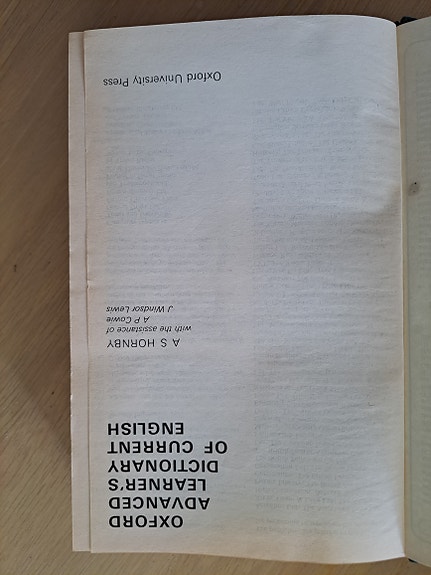 OXFORD
ADVANCED
LEARNER'S
DICTIONARY
OF CURRENT
ENGLISH
A S HORNBY
with the assistance of
A P Cowie
J Windsor Lewis
Oxford University Press